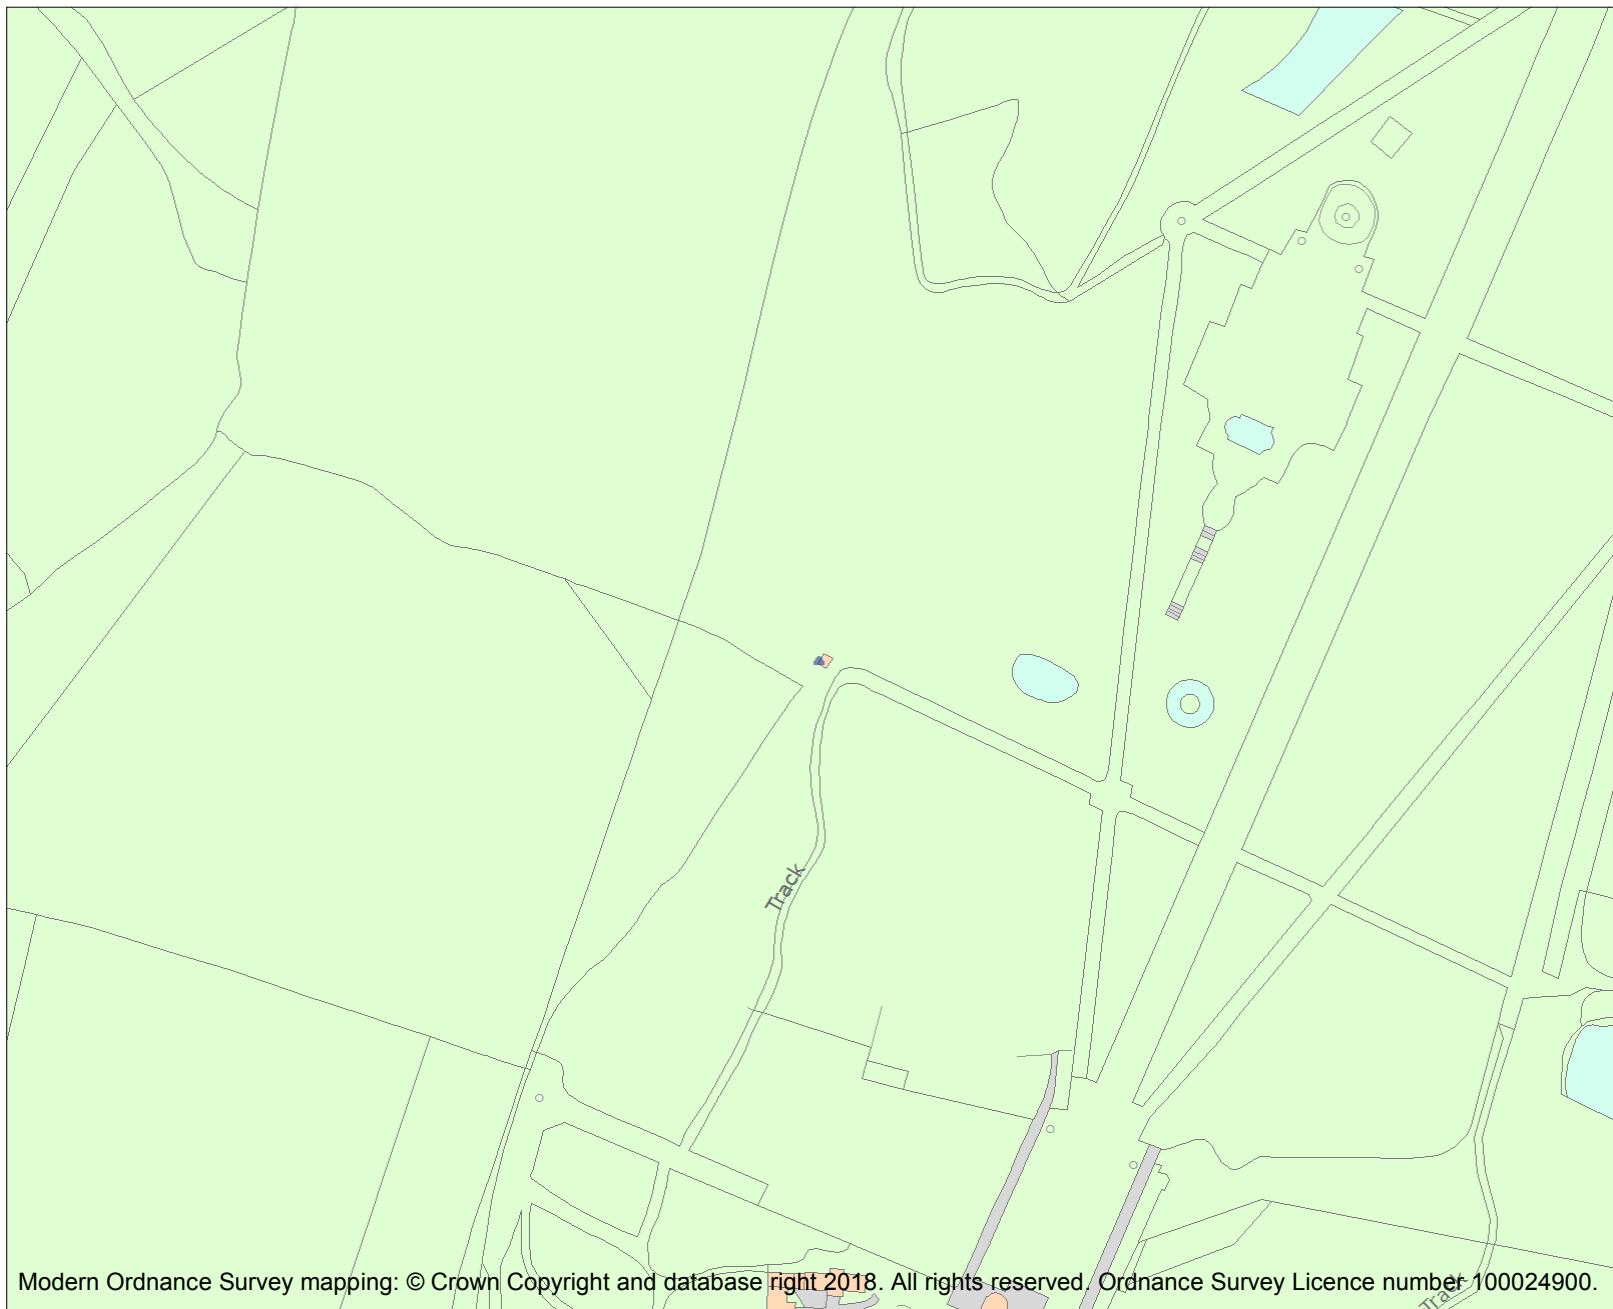 Track
Track
Modern Ordnance Survey mapping: © Crown Copyright and database right 2018. All rights reserved. Ordnance Survey Licence number 100024900.